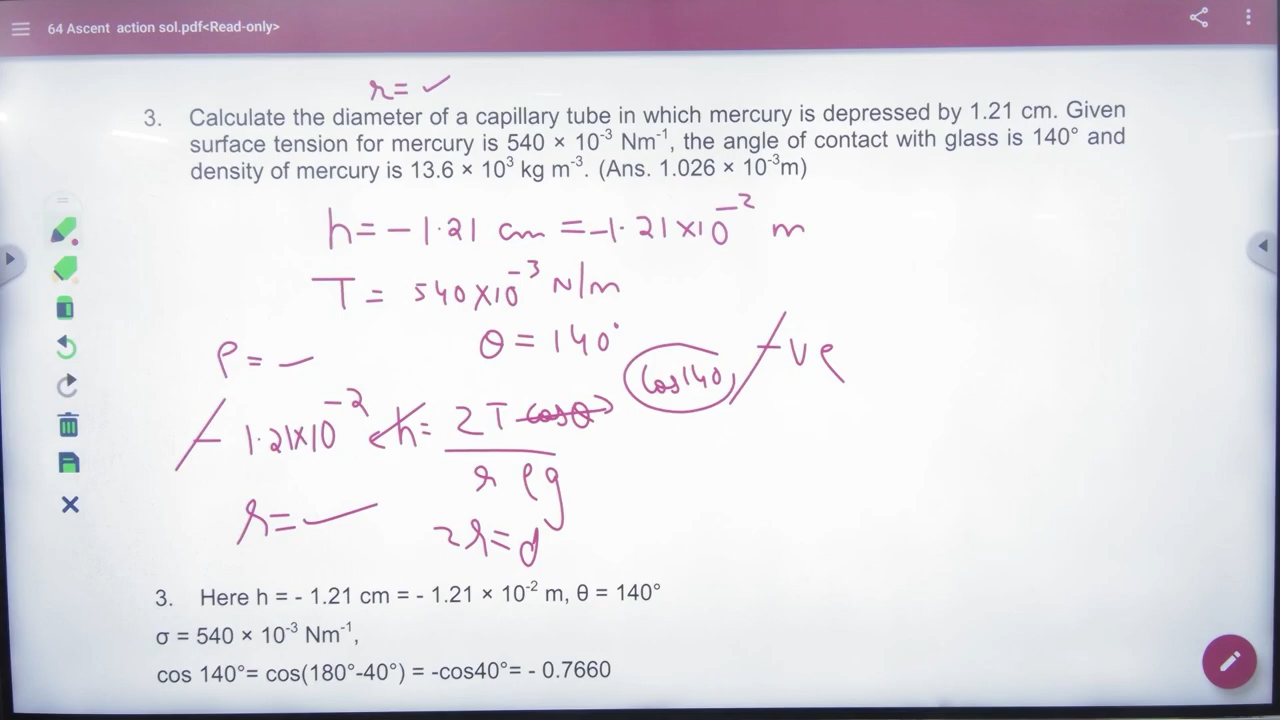 64 Ascent action sol.pdf<Read-only>
r = ✓
3. Calculate the diameter of a capillary tube in which mercury is depressed by 1.21 cm. Given
surface tension for mercury is 540 × 10⁻³ Nm⁻¹, the angle of contact with glass is 140° and
density of mercury is 13.6 × 10³ kg m⁻³. (Ans. 1.026 × 10⁻³m)
h = -1.21 cm = -1.21×10⁻² m
T = 540×10⁻³ N/m
θ = 140°
ρ = —
cos140 -ve
- 1.21×10⁻² h = 2T cosθ
r ρg
r =
2r = d
3. Here h = - 1.21 cm = - 1.21 × 10⁻² m, θ = 140°
σ = 540 × 10⁻³ Nm⁻¹,
cos 140°= cos(180°-40°) = -cos40°= - 0.7660